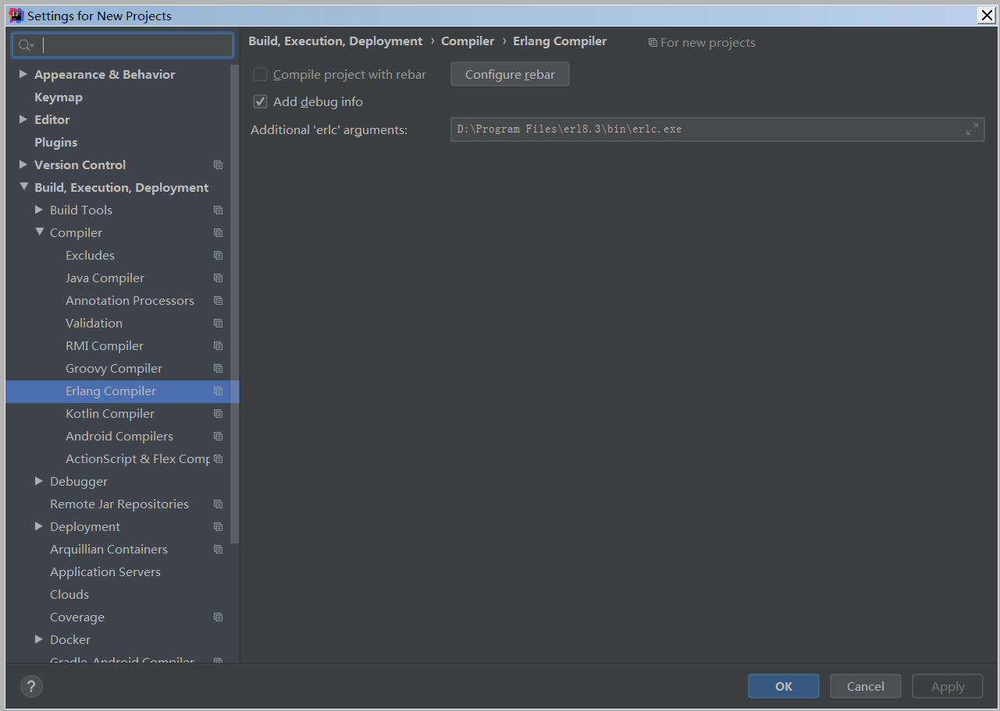 Settings for New Projects
Appearance & Behavior
Keymap
Editor
Plugins
Version Control
Build, Execution, Deployment
Build Tools
Compiler
Excludes
Java Compiler
Annotation Processors
Validation
RMI Compiler
Groovy Compiler
Erlang Compiler
Kotlin Compiler
Android Compilers
ActionScript & Flex Comp
Debugger
Remote Jar Repositories
Deployment
Arquillian Containers
Application Servers
Clouds
Coverage
Docker
Gradle-Android Compiler
Build, Execution, Deployment › Compiler › Erlang Compiler
For new projects
Compile project with rebar
Configure rebar
Add debug info
Additional 'erlc' arguments:
D:\Program Files\erl8.3\bin\erlc.exe
?
OK
Cancel
Apply